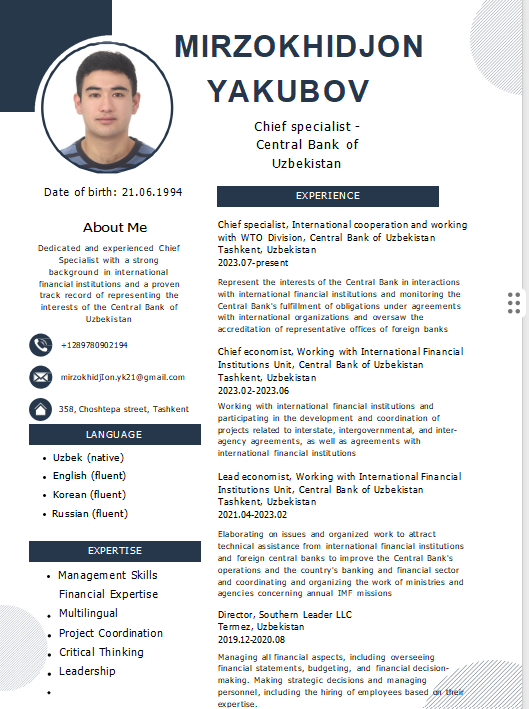 MIRZOKHIDJON
YAKUBOV
Chief specialist -
Central Bank of
Uzbekistan
Date of birth: 21.06.1994
About Me
Dedicated and experienced Chief
Specialist with a strong
background in international
financial institutions and a proven
track record of representing the
interests of the Central Bank of
Uzbekistan
+1289780902194
mirzokhidjIon.yk21@gmail.com
358, Choshtepa street, Tashkent
LANGUAGE
• Uzbek (native)
• English (fluent)
• Korean (fluent)
• Russian (fluent)
EXPERTISE
• Management Skills
Financial Expertise
• Multilingual
• Project Coordination
• Critical Thinking
• Leadership
•
EXPERIENCE
Chief specialist, International cooperation and working
with WTO Division, Central Bank of Uzbekistan
Tashkent, Uzbekistan
2023.07-present
Represent the interests of the Central Bank in interactions
with international financial institutions and monitoring the
Central Bank's fulfillment of obligations under agreements
with international organizations and oversaw the
accreditation of representative offices of foreign banks
Chief economist, Working with International Financial
Institutions Unit, Central Bank of Uzbekistan
Tashkent, Uzbekistan
2023.02-2023.06
Working with international financial institutions and
participating in the development and coordination of
projects related to interstate, intergovernmental, and inter-
agency agreements, as well as agreements with
international financial institutions
Lead economist, Working with International Financial
Institutions Unit, Central Bank of Uzbekistan
Tashkent, Uzbekistan
2021.04-2023.02
Elaborating on issues and organized work to attract
technical assistance from international financial institutions
and foreign central banks to improve the Central Bank's
operations and the country's banking and financial sector
and coordinating and organizing the work of ministries and
agencies concerning annual IMF missions
Director, Southern Leader LLC
Termez, Uzbekistan
2019.12-2020.08
Managing all financial aspects, including overseeing
financial statements, budgeting, and financial decision-
making. Making strategic decisions and managing
personnel, including the hiring of employees based on their
expertise.